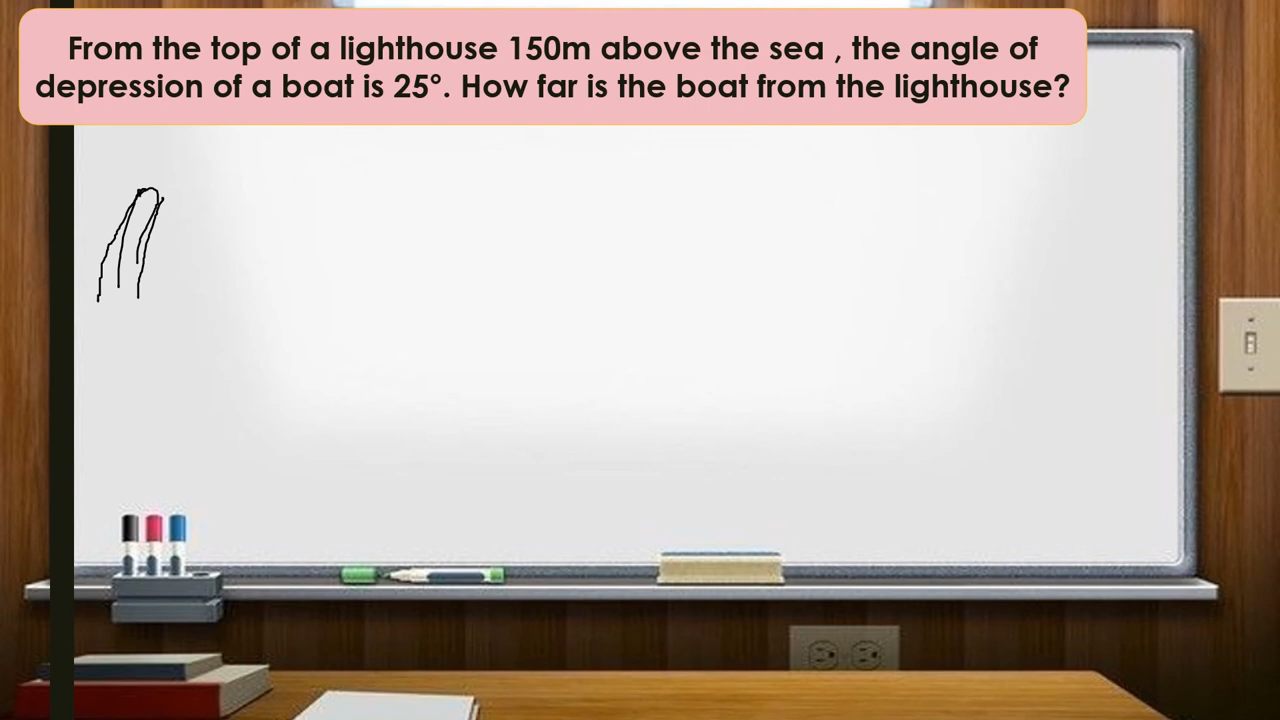 From the top of a lighthouse 150m above the sea , the angle of
depression of a boat is 25°. How far is the boat from the lighthouse?